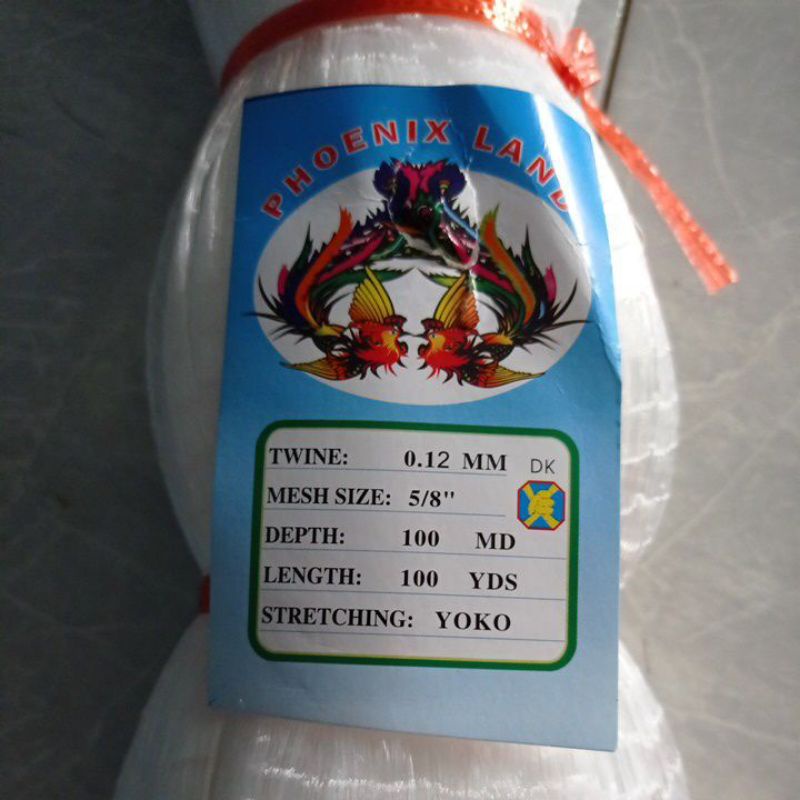 PHOENIX LAND
TWINE: 0.12 MM DK
MESH SIZE: 5/8"
DEPTH: 100 MD
LENGTH: 100 YDS
STRETCHING: YOKO